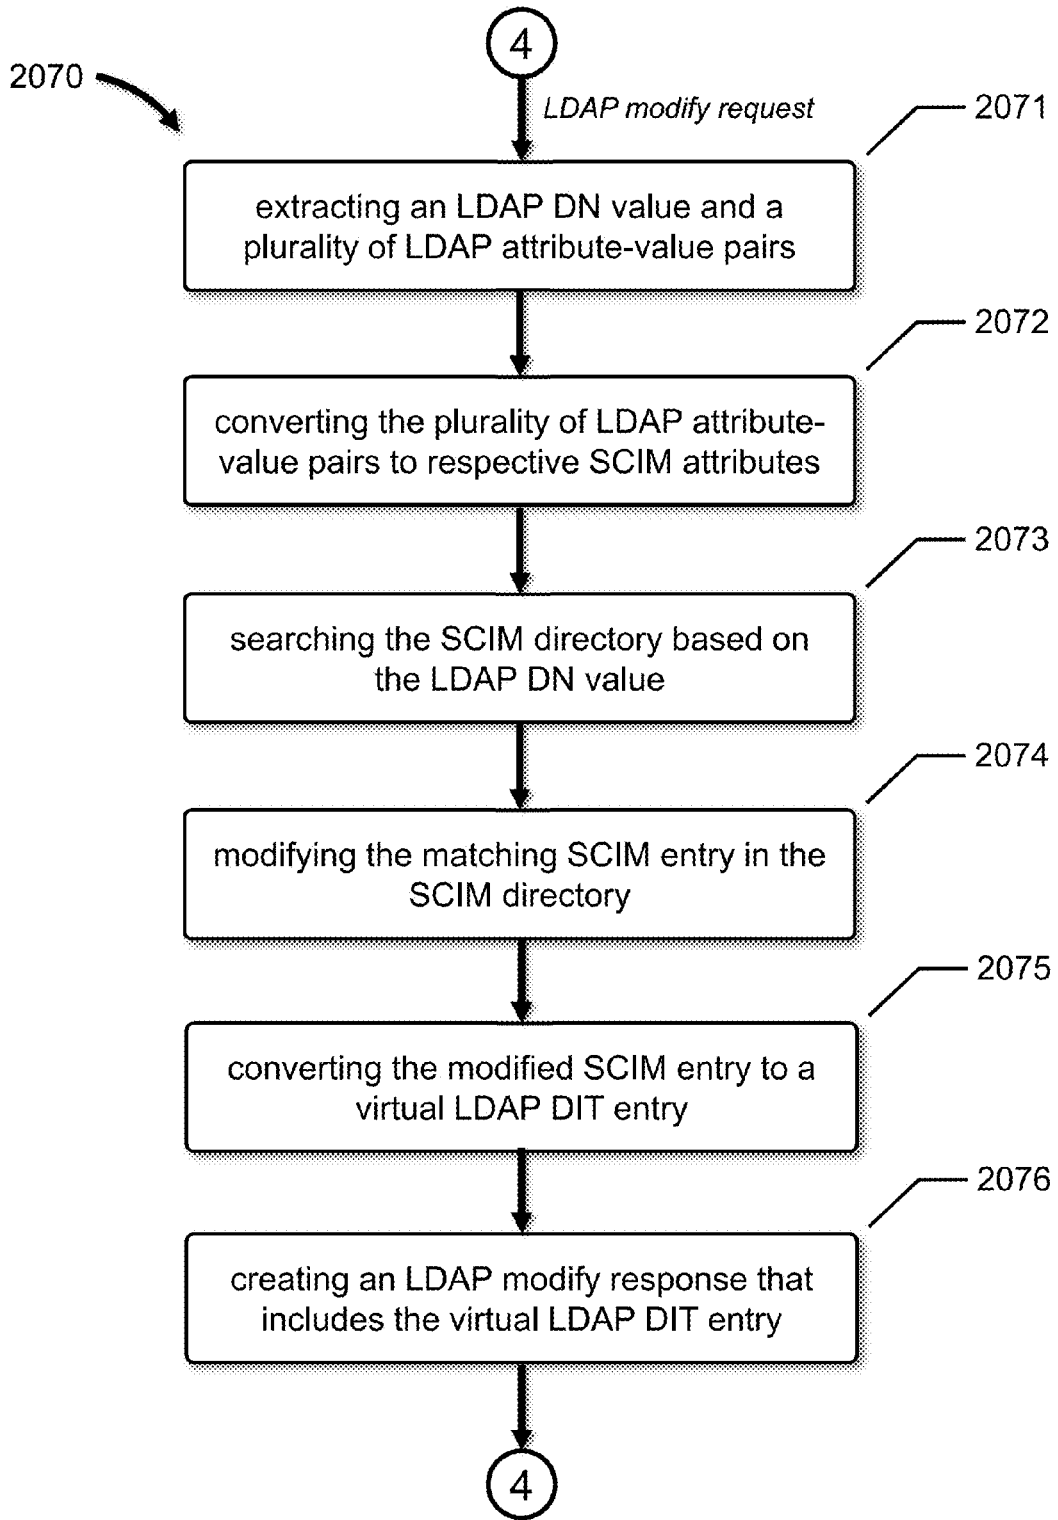 4
2070
LDAP modify request
2071
extracting an LDAP DN value and a
plurality of LDAP attribute-value pairs
2072
converting the plurality of LDAP attribute-
value pairs to respective SCIM attributes
2073
searching the SCIM directory based on
the LDAP DN value
2074
modifying the matching SCIM entry in the
SCIM directory
2075
converting the modified SCIM entry to a
virtual LDAP DIT entry
2076
creating an LDAP modify response that
includes the virtual LDAP DIT entry
4